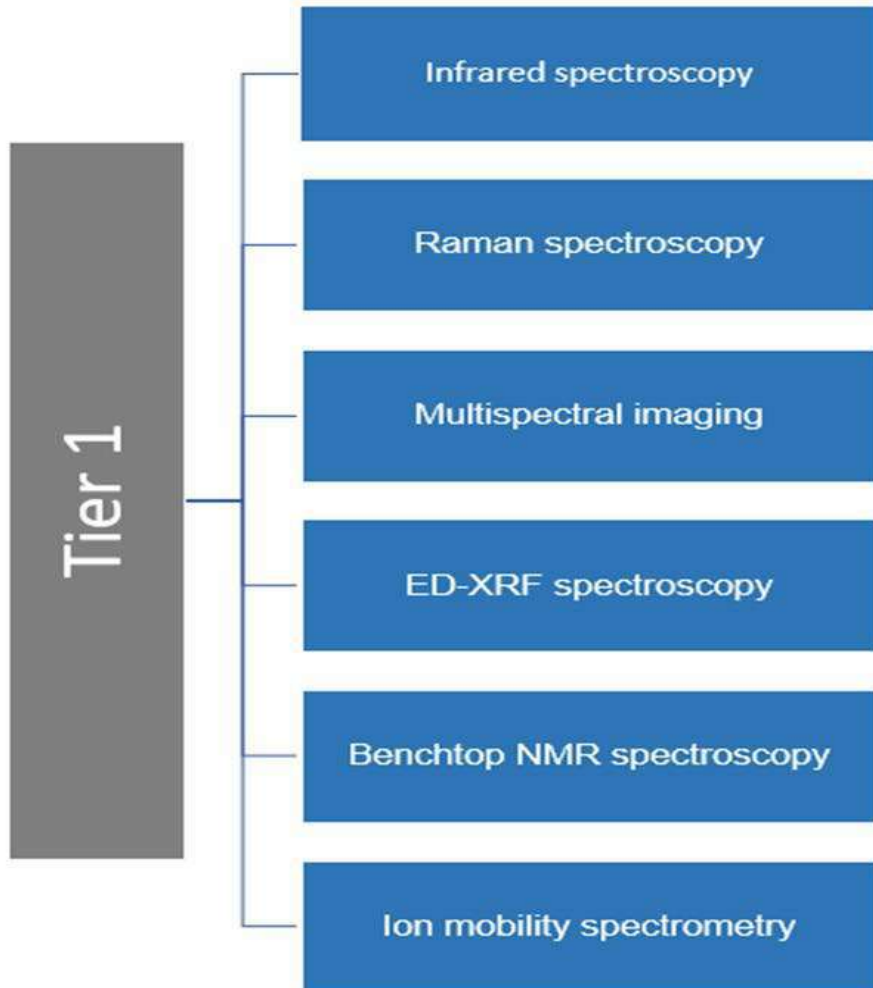 Tier 1
Infrared spectroscopy
Raman spectroscopy
Multispectral imaging
ED-XRF spectroscopy
Benchtop NMR spectroscopy
Ion mobility spectrometry